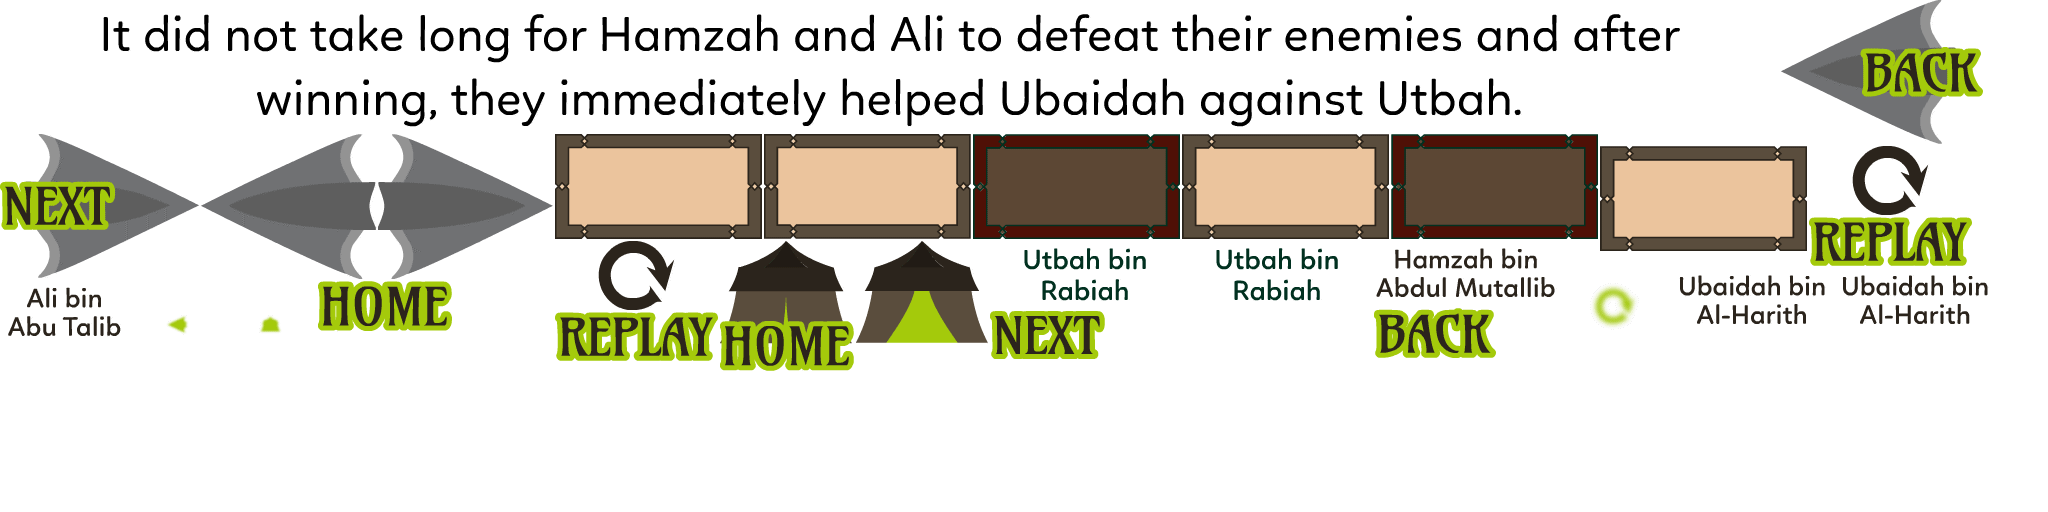 It did not take long for Hamzah and Ali to defeat their enemies and after
winning, they immediately helped Ubaidah against Utbah.
BACK
NEXT
HOME
REPLAY
Ali bin
Abu Talib
REPLAY
HOME
NEXT
Utbah bin
Rabiah
Utbah bin
Rabiah
Hamzah bin
Abdul Mutallib
BACK
Ubaidah bin
Al-Harith
Ubaidah bin
Al-Harith